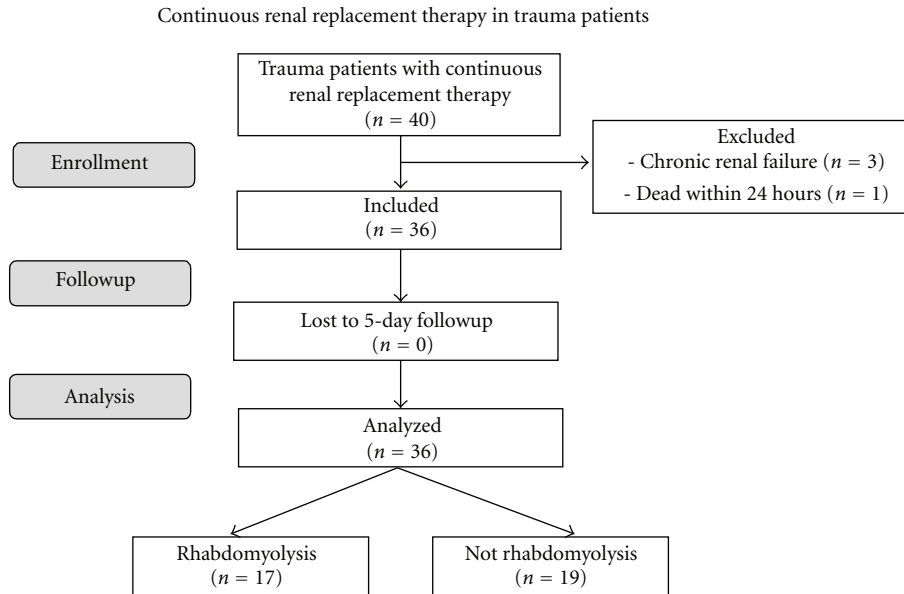 Continuous renal replacement therapy in trauma patients
Trauma patients with continuous
renal replacement therapy
(n = 40)
Enrollment
Excluded
- Chronic renal failure (n = 3)
- Dead within 24 hours (n = 1)
Included
(n = 36)
Followup
Lost to 5-day followup
(n = 0)
Analysis
Analyzed
(n = 36)
Rhabdomyolysis
(n = 17)
Not rhabdomyolysis
(n = 19)